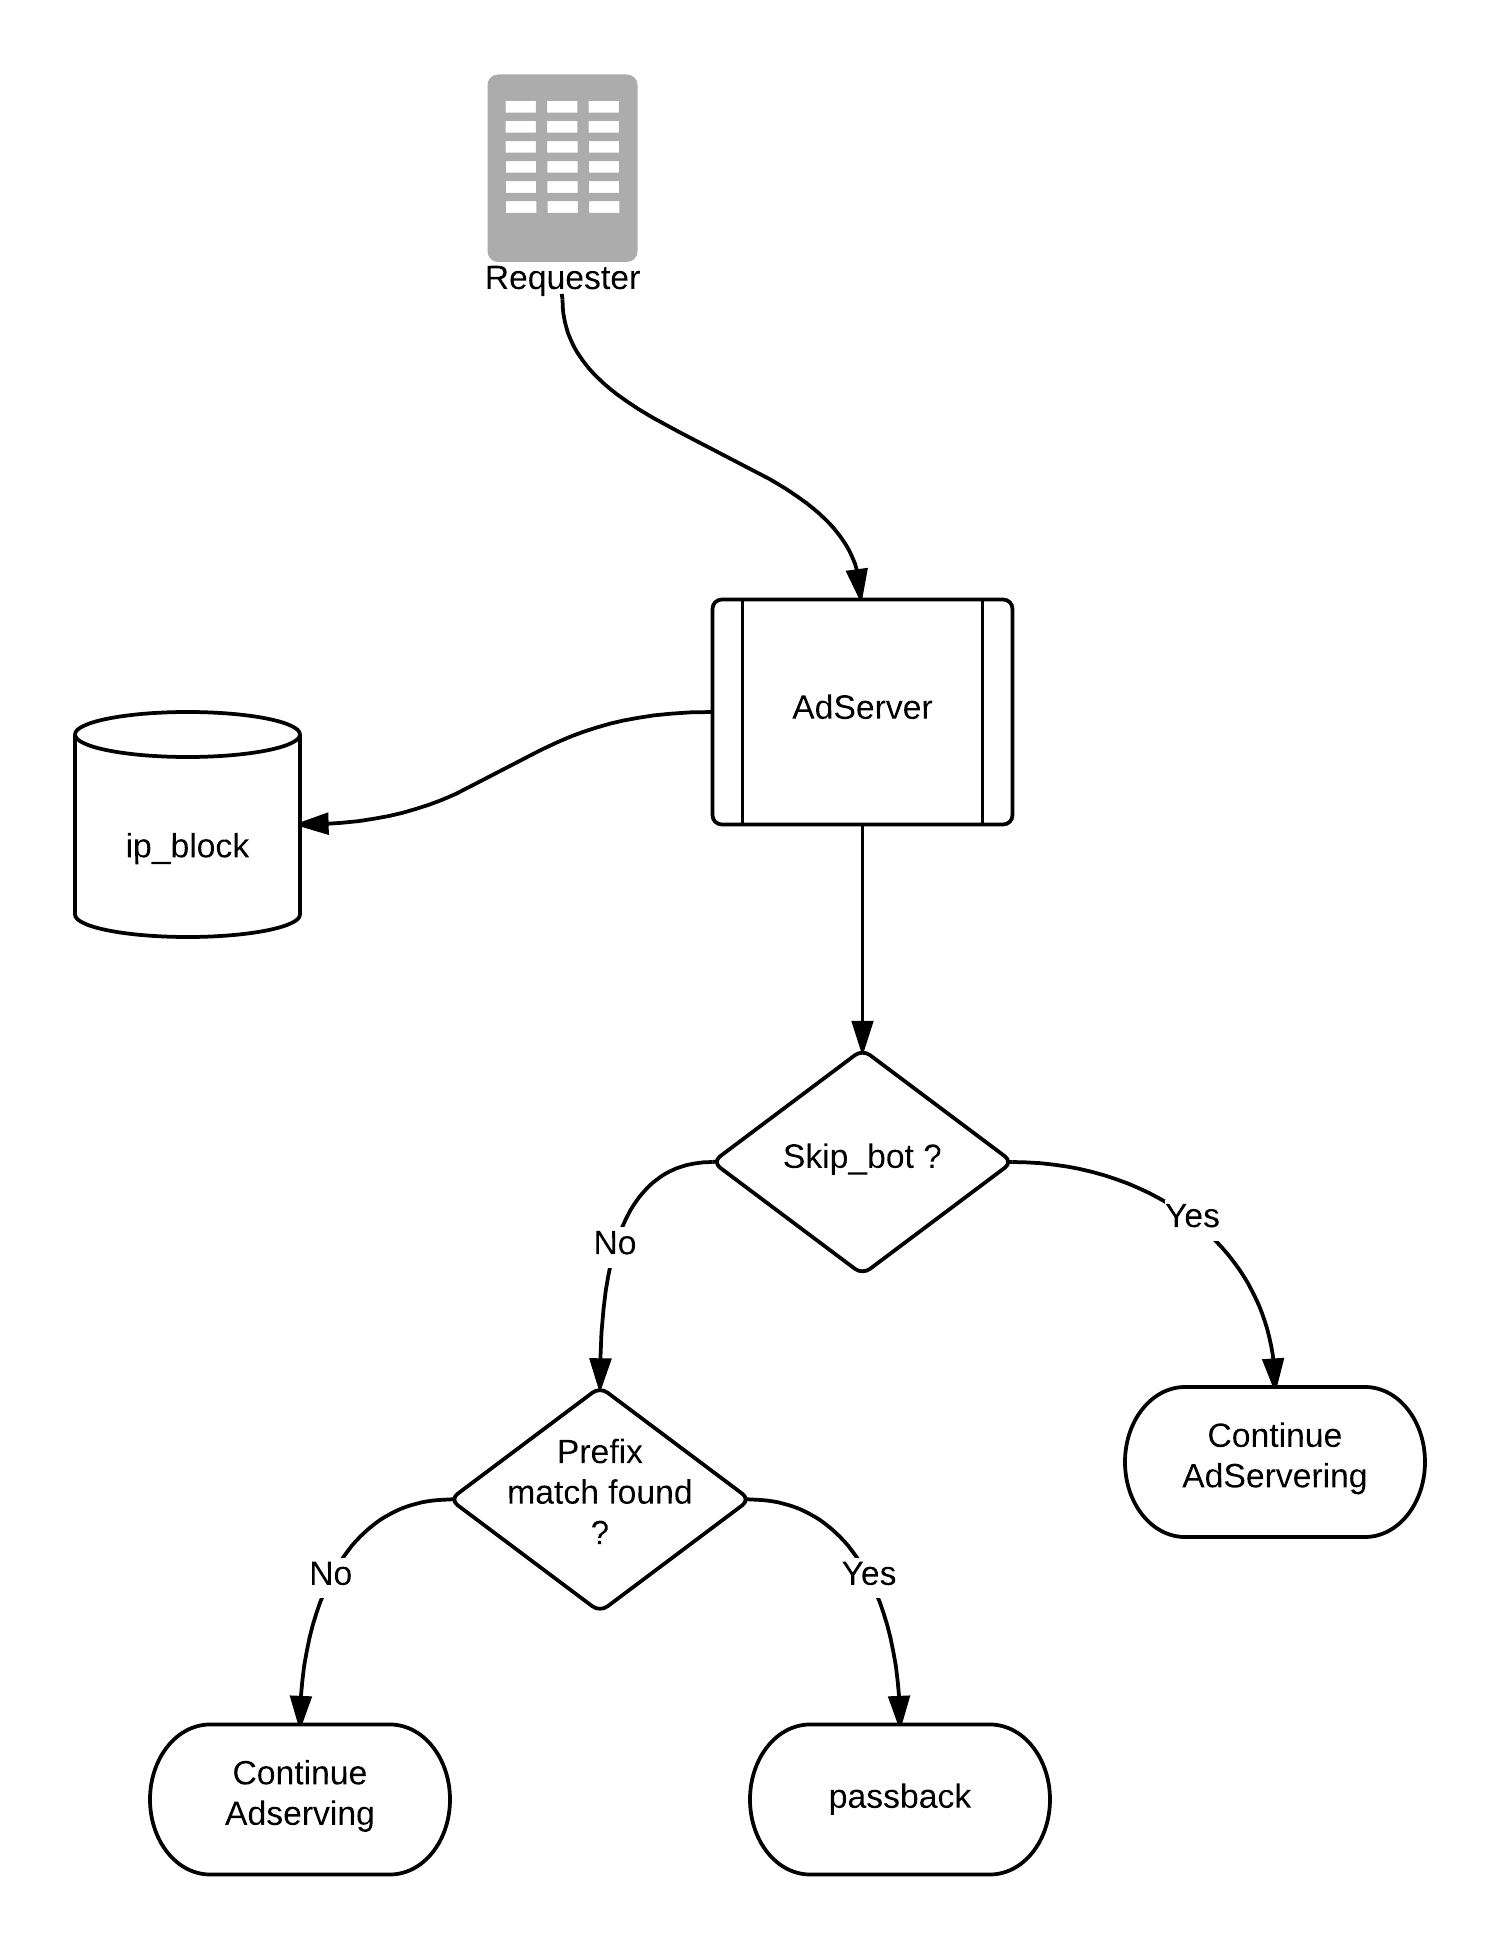 Requester
AdServer
ip_block
Skip_bot ?
No
Yes
Continue
AdServering
Prefix
match found
?
No
Yes
Continue
Adserving
passback